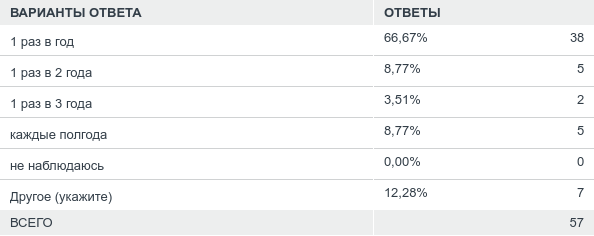 ВАРИАНТЫ ОТВЕТА ОТВЕТЫ
1 раз в год 66,67% 38
1 раз в 2 года 8,77% 5
1 раз в 3 года 3,51% 2
каждые полгода 8,77% 5
не наблюдаюсь 0,00% 0
Другое (укажите) 12,28% 7
ВСЕГО 57